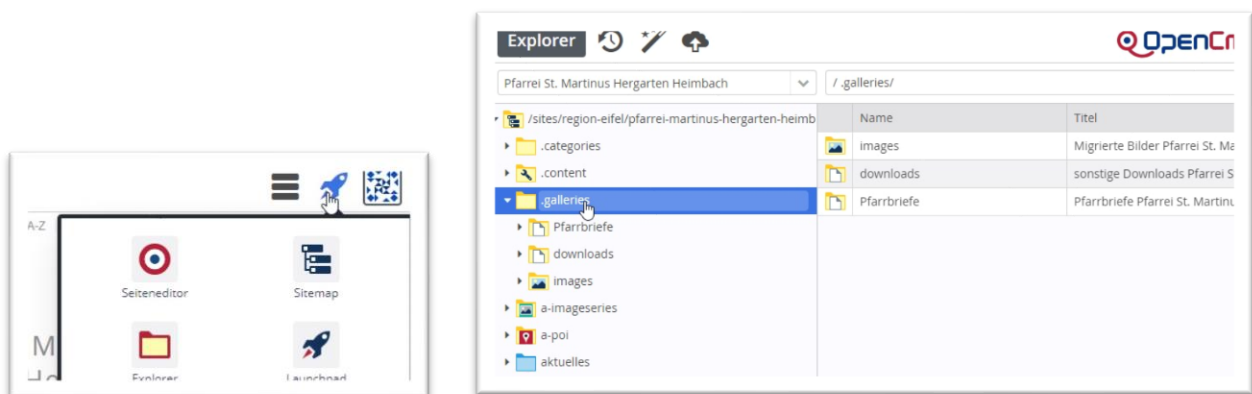 A-Z
Seiteneditor
Sitemap
M
Explorer
Launchpad
Explorer
OpenCm
Pfarrei St. Martinus Hergarten Heimbach
/ .galleries/
/sites/region-eifel/pfarrei-martinus-hergarten-heimb
Name
Titel
.categories
images
Migrierte Bilder Pfarrei St. Ma
.content
downloads
sonstige Downloads Pfarrei S
.galleries
Pfarrbriefe
Pfarrbriefe Pfarrei St. Martinu
Pfarrbriefe
downloads
images
a-imageseries
a-poi
aktuelles